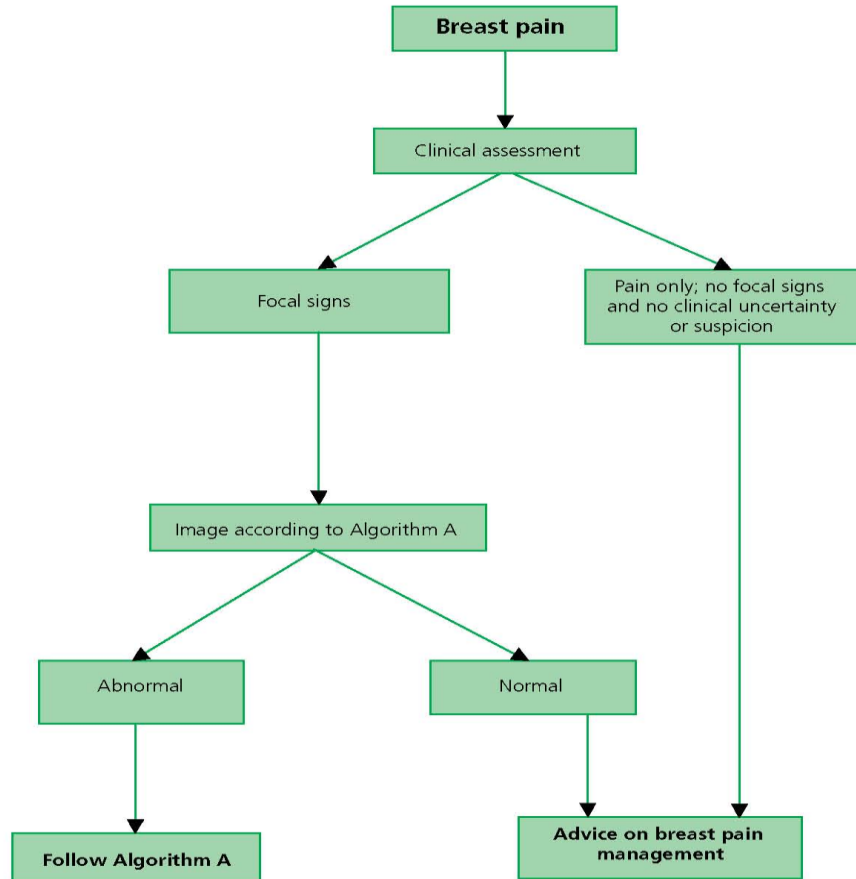 Breast pain
Clinical assessment
Focal signs
Pain only; no focal signs
and no clinical uncertainty
or suspicion
Image according to Algorithm A
Abnormal
Normal
Follow Algorithm A
Advice on breast pain
management